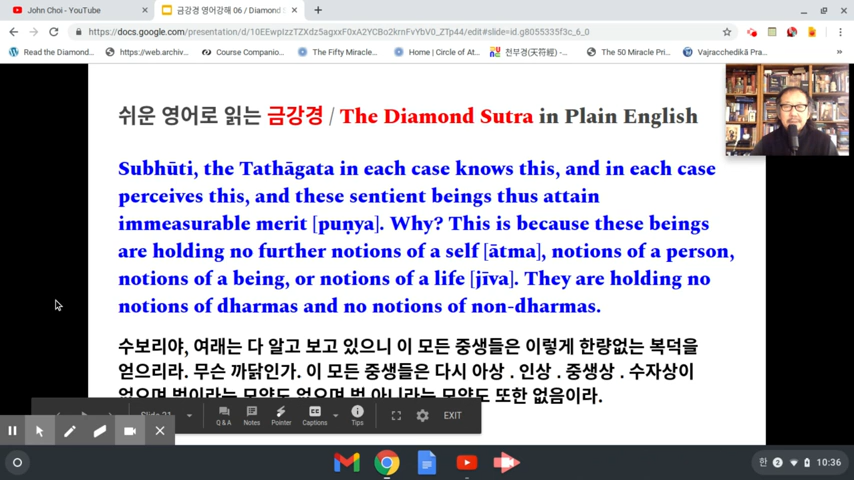 John Choi - YouTube
금강경 영어강해 06 / Diamond
https://docs.google.com/presentation/d/10EEwpIzzTZXdz5agxxF0xA2YCBo2krnFvYbV0_ZTp44/edit#slide=id.g8055335f3c_6_0
Read the Diamond...
https://web.archiv...
Course Companio...
The Fifty Miracle...
Home | Circle of At...
천부경(天符經) -...
The 50 Miracle Pri...
Vajracchedikā Pra...
쉬운 영어로 읽는 금강경 / The Diamond Sutra in Plain English
Subhūti, the Tathāgata in each case knows this, and in each case
perceives this, and these sentient beings thus attain
immeasurable merit [puṇya]. Why? This is because these beings
are holding no further notions of a self [ātma], notions of a person,
notions of a being, or notions of a life [jīva]. They are holding no
notions of dharmas and no notions of non-dharmas.
수보리야, 여래는 다 알고 보고 있으니 이 모든 중생들은 이렇게 한량없는 복덕을
얻으리라. 무슨 까닭인가. 이 모든 중생들은 다시 아상 . 인상 . 중생상 . 수자상이
없으며 법이라는 모양도 없으며 법 아니라는 모양도 또한 없음이라.
Slide 31
Q & A
Notes
Pointer
Captions
Tips
EXIT
한
2
10:36